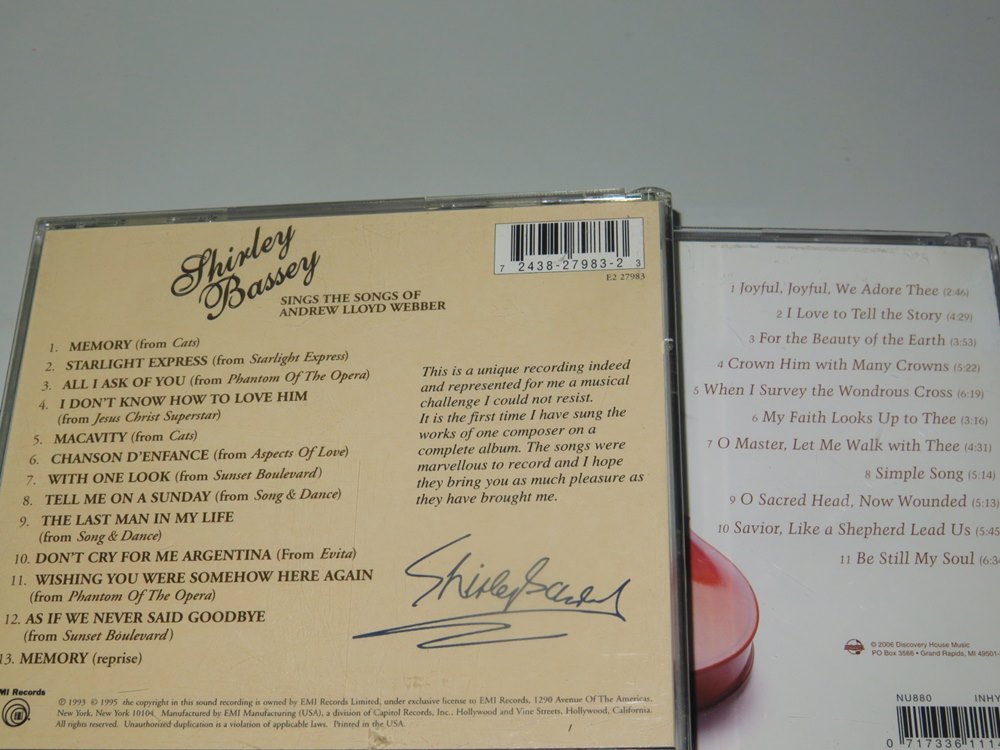 Shirley
Bassey
SINGS THE SONGS OF
ANDREW LLOYD WEBBER
7 2438-27983-2 3
E2 27983
1. MEMORY (from Cats)
2. STARLIGHT EXPRESS (from Starlight Express)
3. ALL I ASK OF YOU (from Phantom Of The Opera)
4. I DON'T KNOW HOW TO LOVE HIM
(from Jesus Christ Superstar)
5. MACAVITY (from Cats)
6. CHANSON D'ENFANCE (from Aspects Of Love)
7. WITH ONE LOOK (from Sunset Boulevard)
8. TELL ME ON A SUNDAY (from Song & Dance)
9. THE LAST MAN IN MY LIFE
(from Song & Dance)
10. DON'T CRY FOR ME ARGENTINA (From Evita)
11. WISHING YOU WERE SOMEHOW HERE AGAIN
(from Phantom Of The Opera)
12. AS IF WE NEVER SAID GOODBYE
(from Sunset Boulevard)
13. MEMORY (reprise)
This is a unique recording indeed
and represented for me a musical
challenge I could not resist.
It is the first time I have sung the
works of one composer on a
complete album. The songs were
marvellous to record and I hope
they bring you as much pleasure as
they have brought me.
Shirley Bassey
MI Records
℗ 1993 © 1995 the copyright in this sound recording is owned by EMI Records Limited, under exclusive license to EMI Records, 1290 Avenue Of The Americas,
New York, New York 10104. Manufactured by EMI Manufacturing (USA), a division of Capitol Records, Inc., Hollywood and Vine Streets, Hollywood, California.
All rights reserved. Unauthorized duplication is a violation of applicable laws. Printed in the USA.
1 Joyful, Joyful, We Adore Thee (2:46)
2 I Love to Tell the Story (4:29)
3 For the Beauty of the Earth (3:53)
4 Crown Him with Many Crowns (5:22)
5 When I Survey the Wondrous Cross (6:19)
6 My Faith Looks Up to Thee (3:16)
7 O Master, Let Me Walk with Thee (4:31)
8 Simple Song (5:14)
9 O Sacred Head, Now Wounded (5:13)
10 Savior, Like a Shepherd Lead Us (5:45
11 Be Still My Soul (6:3
© 2006 Discovery House Music
PO Box 3566 • Grand Rapids, MI 49501-
NU880 INHY
0 717336 111